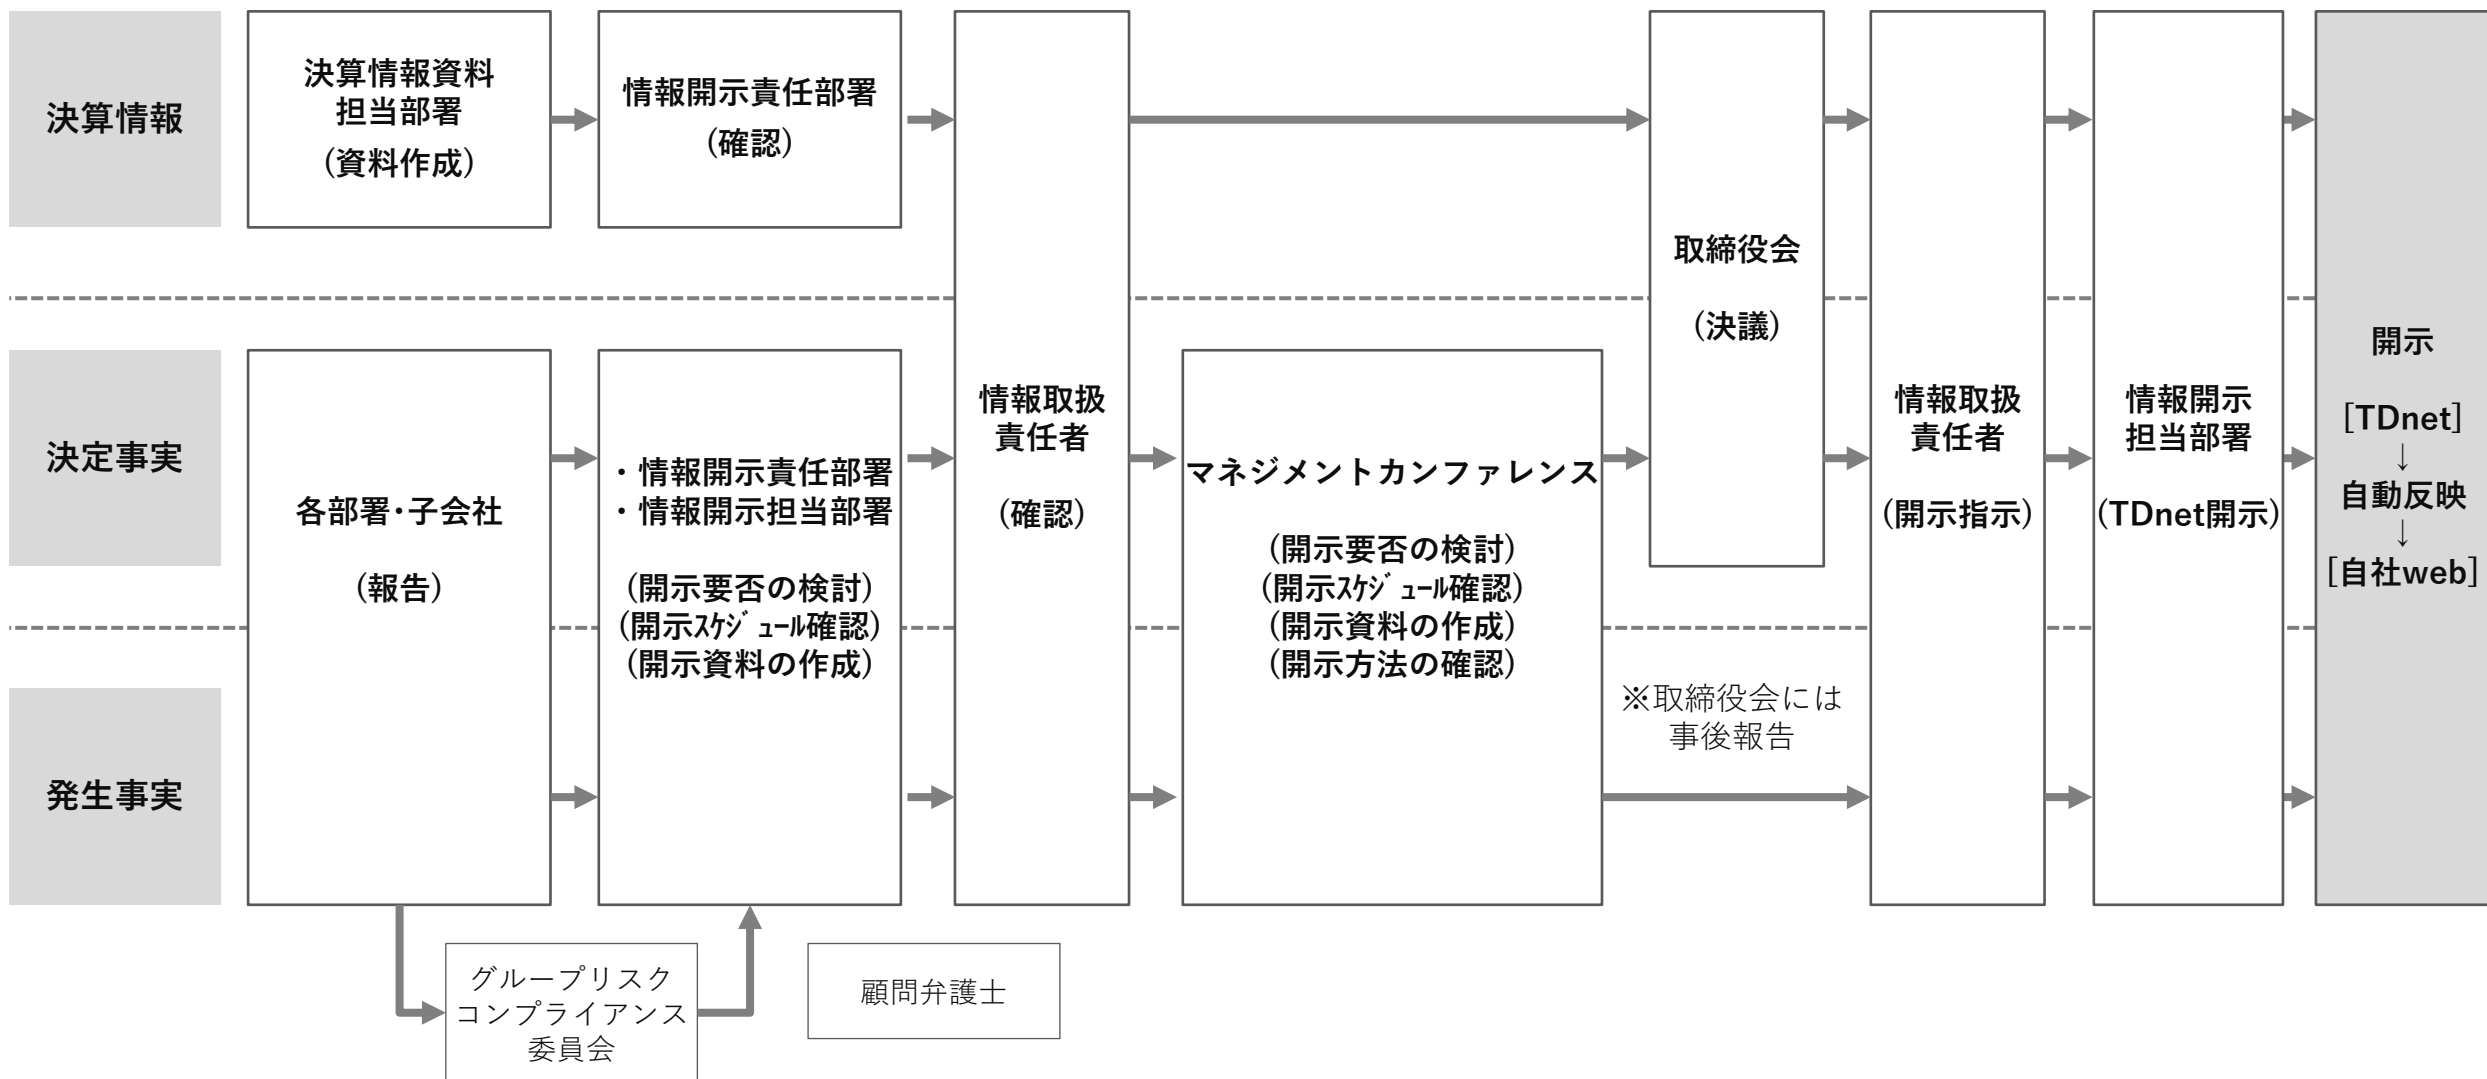 決算情報
決算情報資料
担当部署
(資料作成)
情報開示責任部署
(確認)
決定事実
発生事実
各部署･子会社
(報告)
・情報開示責任部署
・情報開示担当部署
(開示要否の検討)
(開示ｽｹｼﾞｭｰﾙ確認)
(開示資料の作成)
情報取扱
責任者
(確認)
マネジメントカンファレンス
(開示要否の検討)
(開示ｽｹｼﾞｭｰﾙ確認)
(開示資料の作成)
(開示方法の確認)
取締役会
(決議)
※取締役会には
事後報告
情報取扱
責任者
(開示指示)
情報開示
担当部署
(TDnet開示)
開示
[TDnet]
↓
自動反映
↓
[自社web]
グループリスク
コンプライアンス
委員会
顧問弁護士